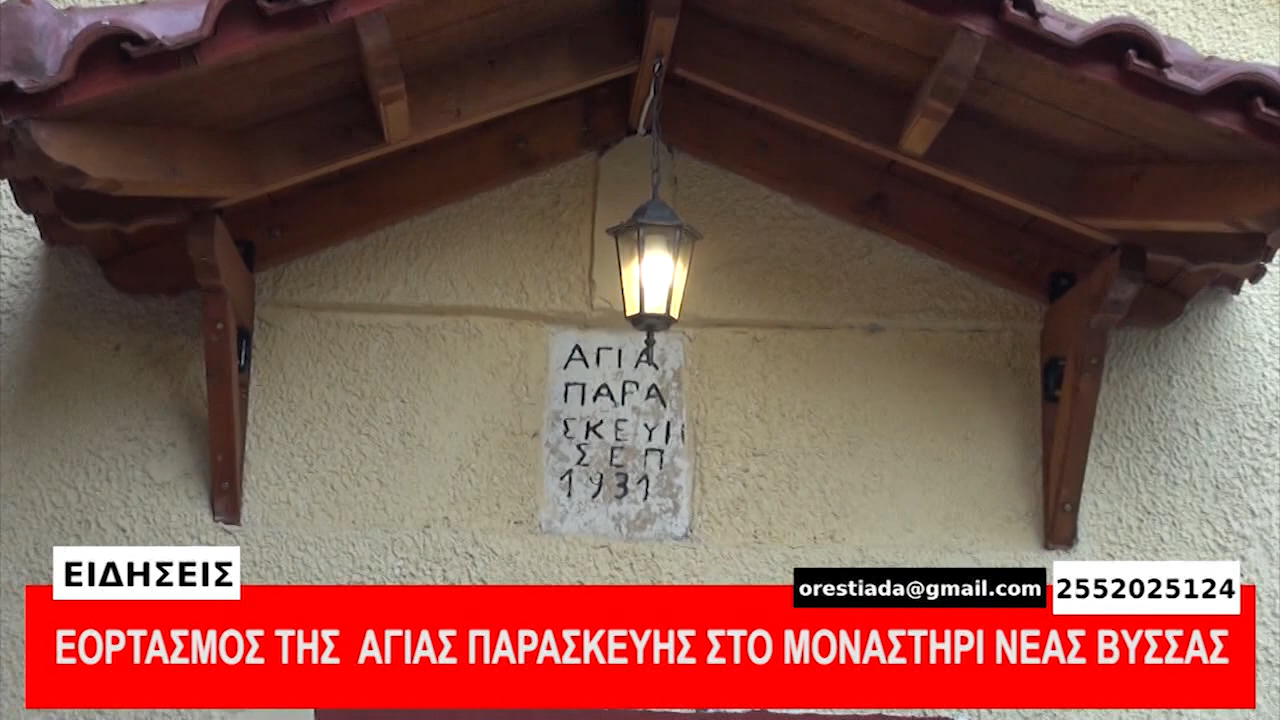 ΑΓΙΑ
ΠΑΡΑ
ΣΚΕΥΗ
ΣΕΠ
1931
ΕΙΔΗΣΕΙΣ
orestiada@gmail.com
2552025124
ΕΟΡΤΑΣΜΟΣ ΤΗΣ ΑΓΙΑΣ ΠΑΡΑΣΚΕΥΗΣ ΣΤΟ ΜΟΝΑΣΤΗΡΙ ΝΕΑΣ ΒΥΣΣΑΣ